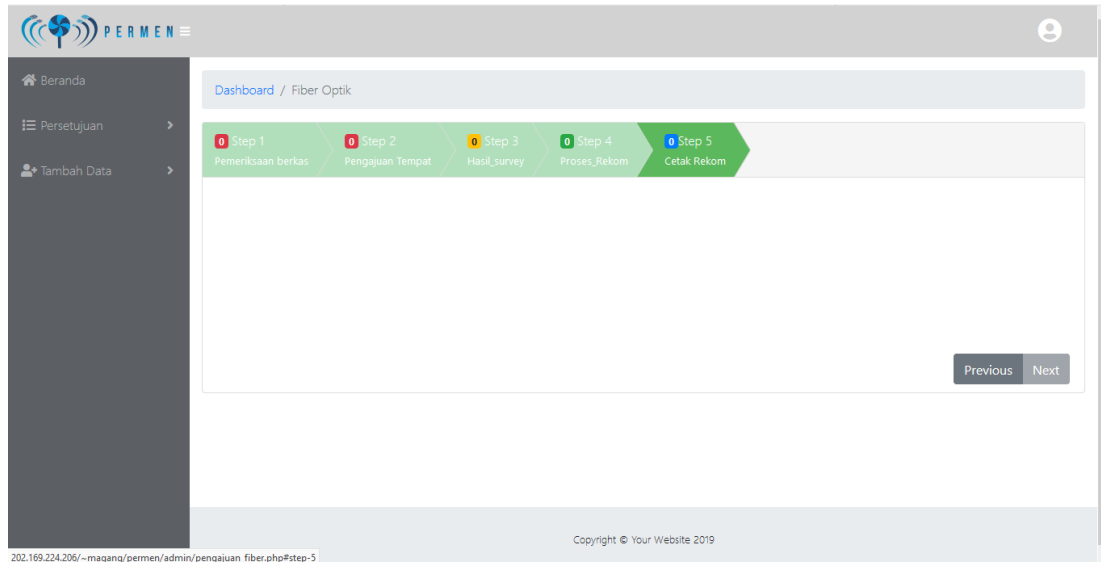 PERMEN
Beranda
Persetujuan
Tambah Data
Dashboard / Fiber Optik
0 Step 1
Pemeriksaan berkas
0 Step 2
Pengajuan Tempat
0 Step 3
Hasil_survey
0 Step 4
Proses_Rekom
0 Step 5
Cetak Rekom
Previous Next
Copyright © Your Website 2019
202.169.224.206/~magang/permen/admin/pengajuan_fiber.php#step-5